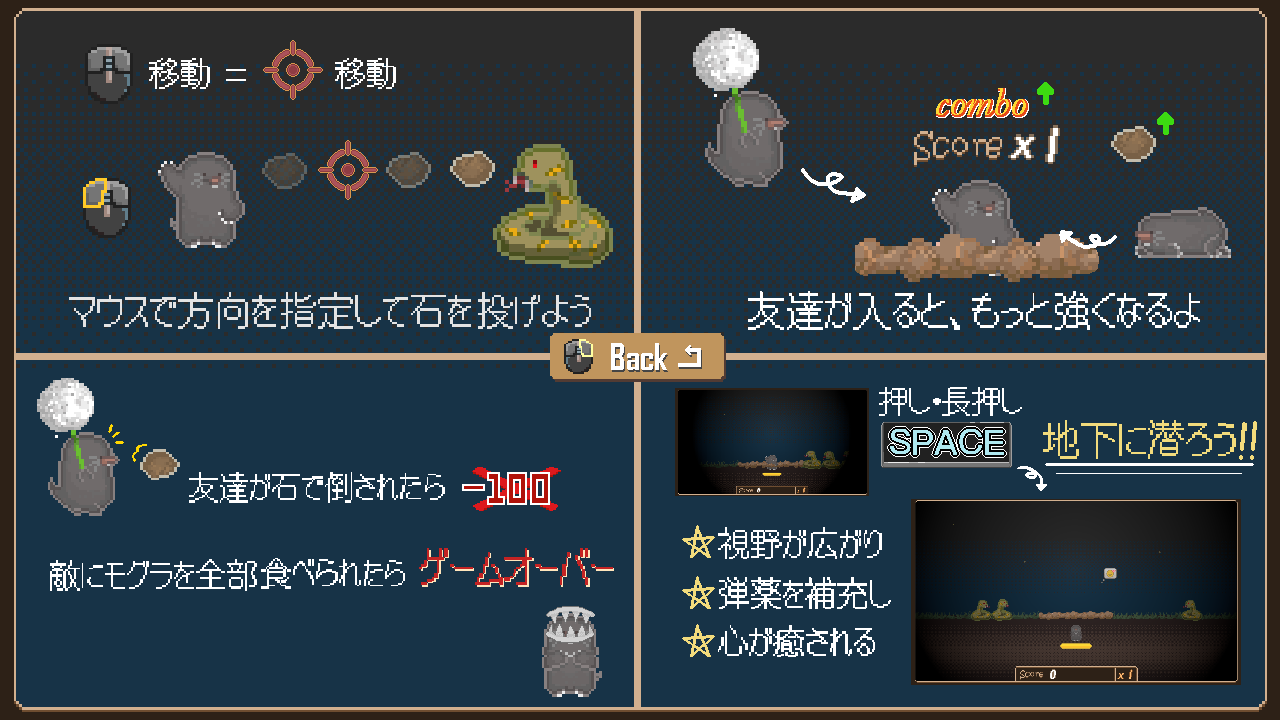 移動 = 移動
マウスで方向を指定して石を投げよう
combo
Score x 1
友達が入ると、もっと強くなるよ
Back
友達が石で倒されたら -100
敵にモグラを全部食べられたら ゲームオーバー
押し・長押し
SPACE 地下に潜ろう!!
Score 0 x 1
☆視野が広がり
☆弾薬を補充し
☆心が癒される
Score 0 x 1